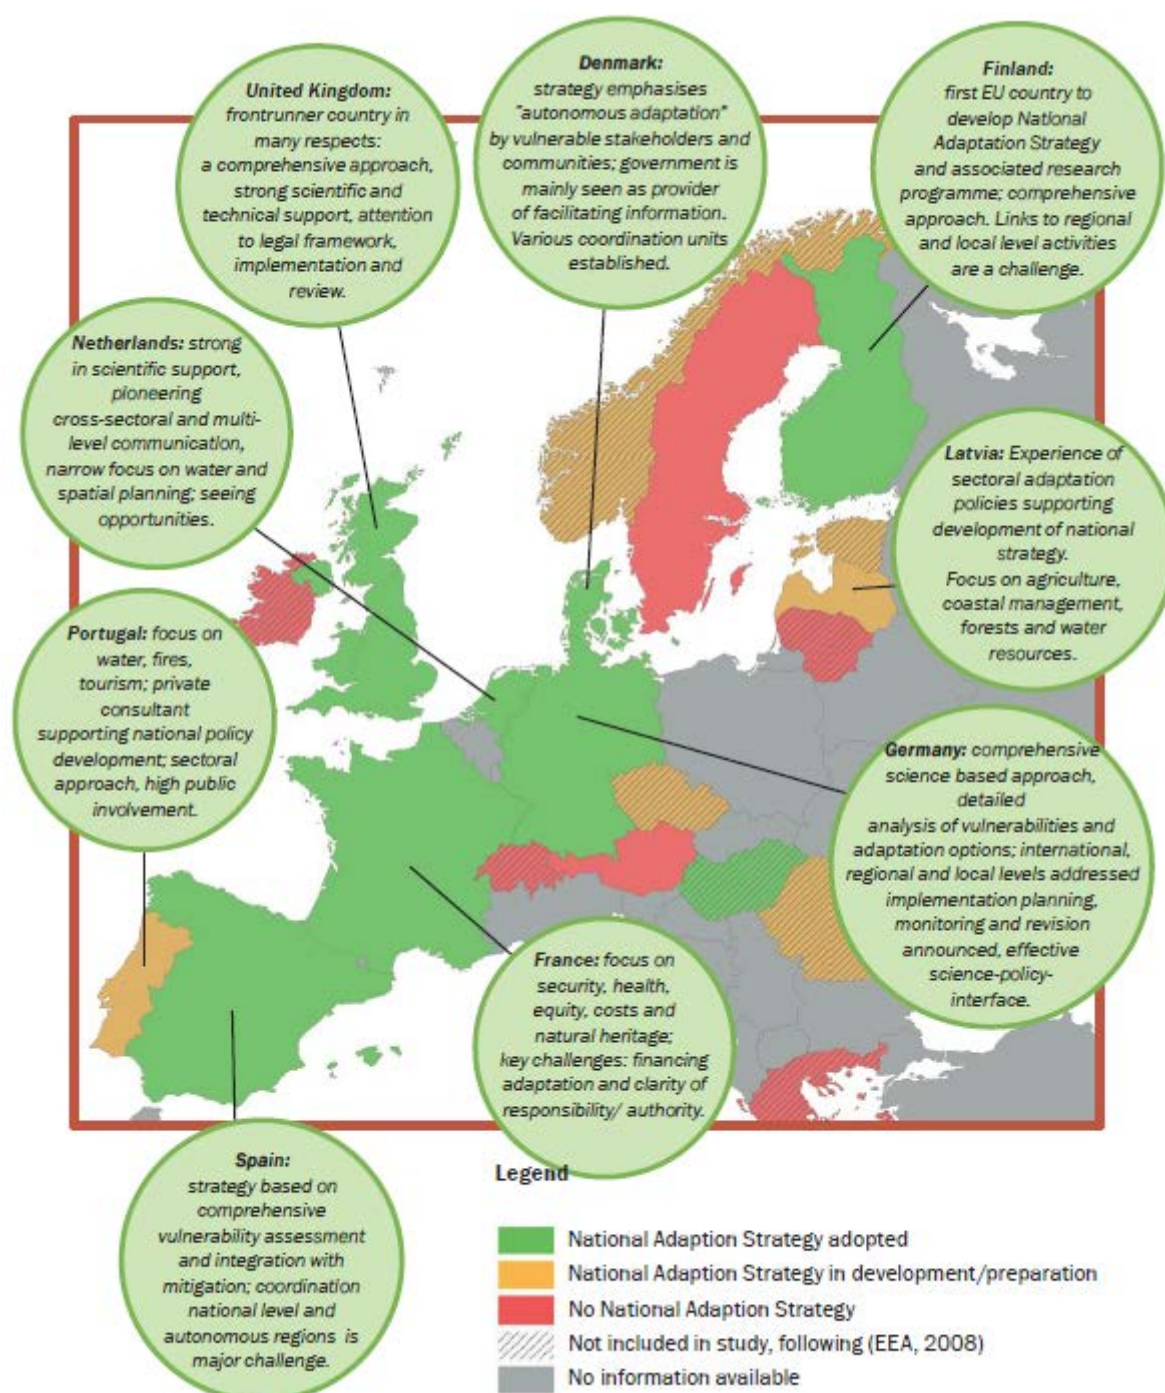 United Kingdom:
frontrunner country in
many respects:
a comprehensive approach,
strong scientific and
technical support, attention
to legal framework,
implementation and
review.
Denmark:
strategy emphasises
"autonomous adaptation"
by vulnerable stakeholders and
communities; government is
mainly seen as provider
of facilitating information.
Various coordination units
established.
Finland:
first EU country to
develop National
Adaptation Strategy
and associated research
programme; comprehensive
approach. Links to regional
and local level activities
are a challenge.
Netherlands: strong
in scientific support,
pioneering
cross-sectoral and multi-
level communication,
narrow focus on water and
spatial planning; seeing
opportunities.
Latvia: Experience of
sectoral adaptation
policies supporting
development of national
strategy.
Focus on agriculture,
coastal management,
forests and water
resources.
Portugal: focus on
water, fires,
tourism; private
consultant
supporting national policy
development; sectoral
approach, high public
involvement.
Germany: comprehensive
science based approach,
detailed
analysis of vulnerabilities and
adaptation options; international,
regional and local levels addressed
implementation planning,
monitoring and revision
announced, effective
science-policy-
interface.
France: focus on
security, health,
equity, costs and
natural heritage;
key challenges: financing
adaptation and clarity of
responsibility/ authority.
Spain:
strategy based on
comprehensive
vulnerability assessment
and integration with
mitigation; coordination
national level and
autonomous regions is
major challenge.
Legend
National Adaption Strategy adopted
National Adaption Strategy in development/preparation
No National Adaption Strategy
Not included in study, following (EEA, 2008)
No information available